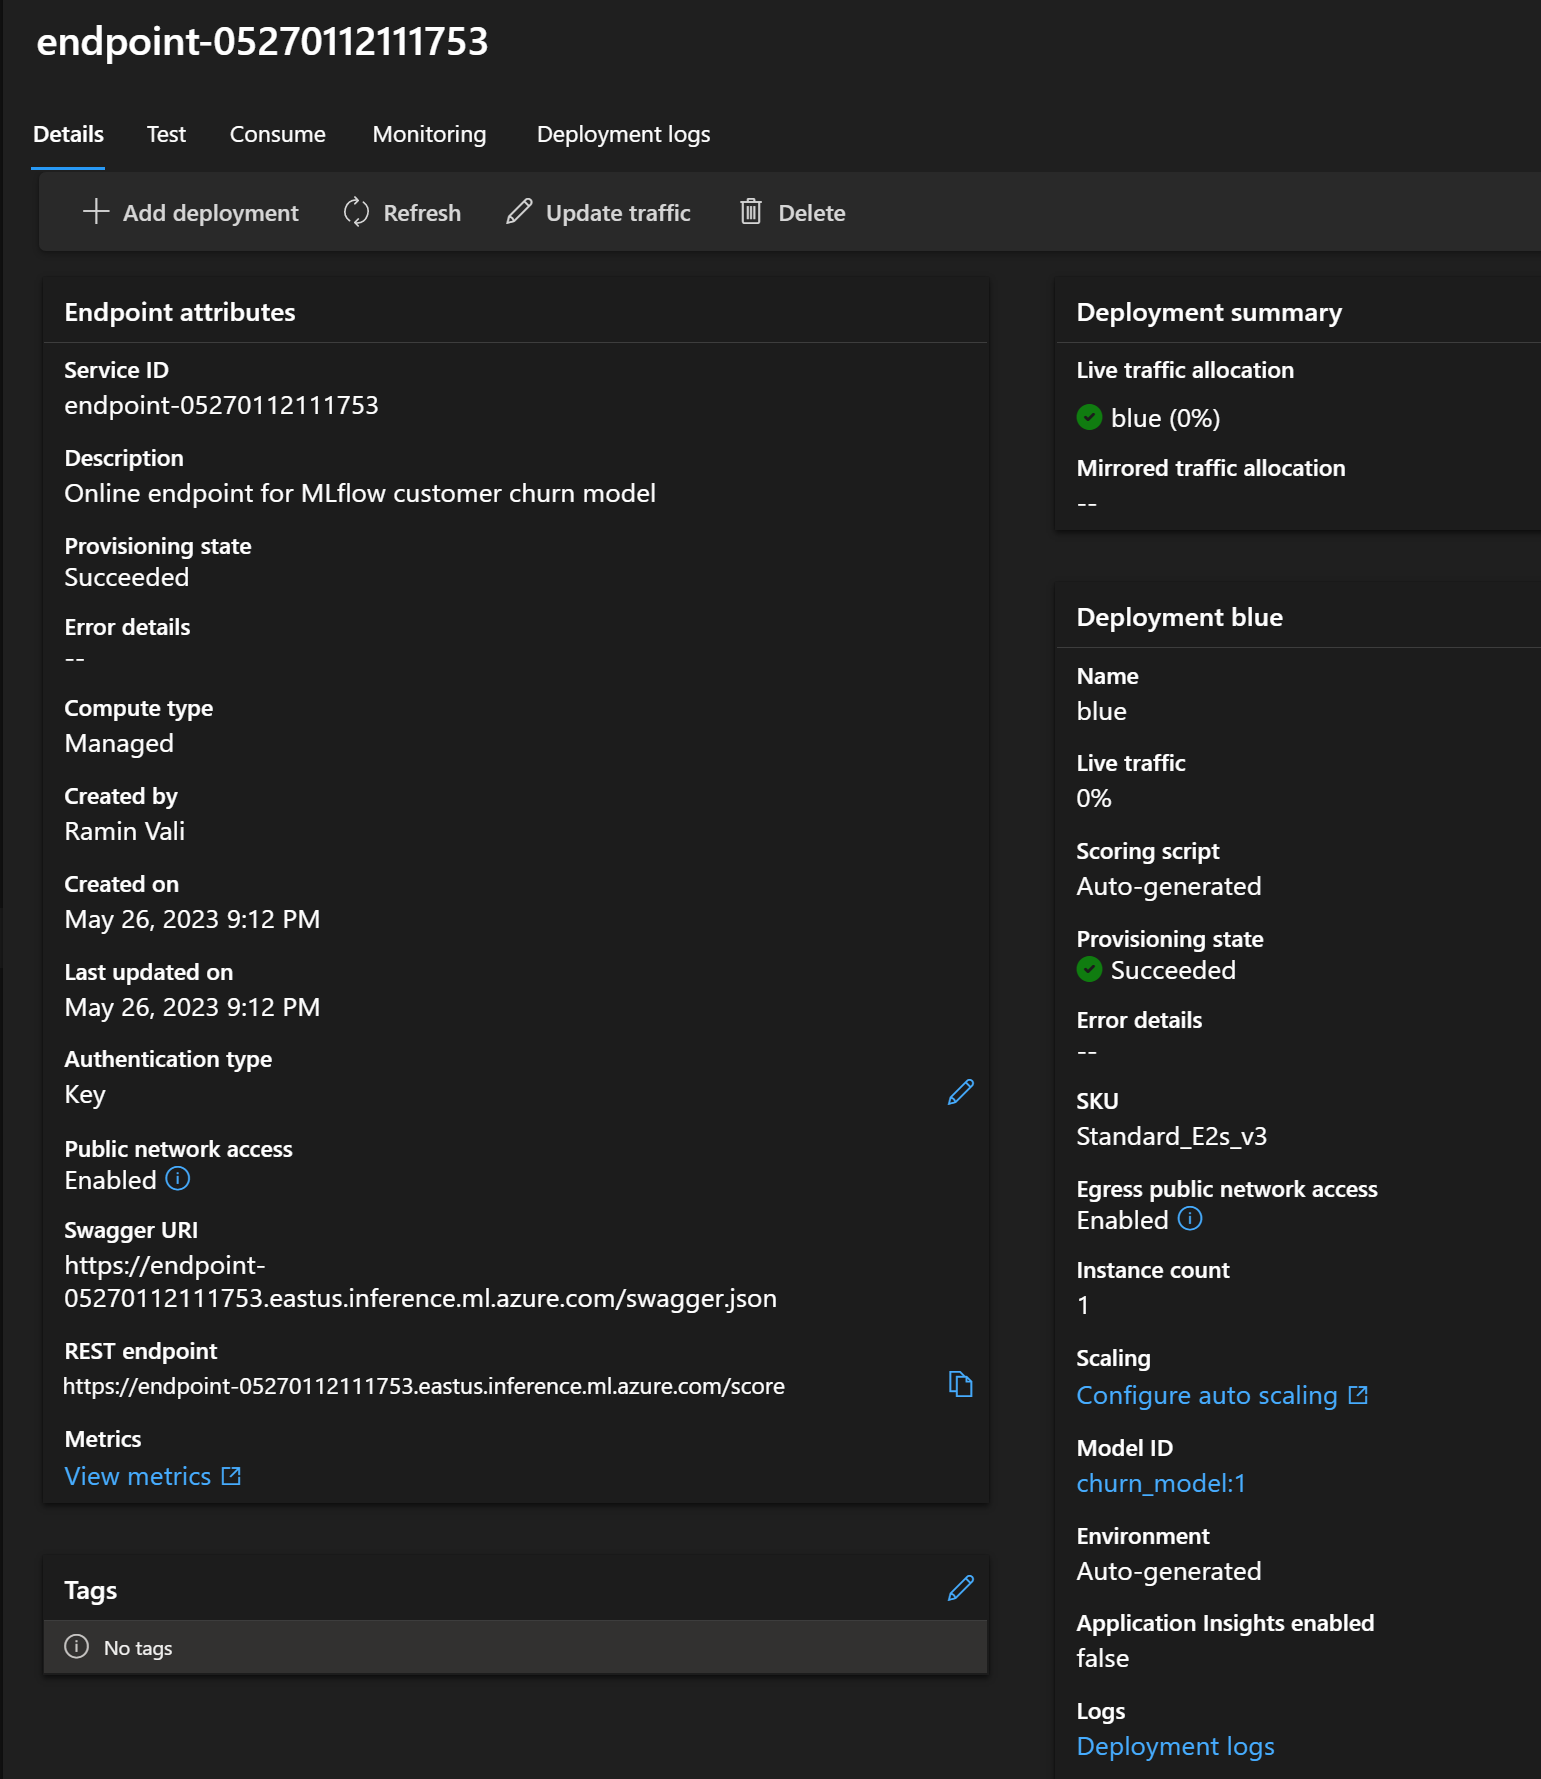 endpoint-05270112111753
Details Test Consume Monitoring Deployment logs
Add deployment Refresh Update traffic Delete
Endpoint attributes
Service ID
endpoint-05270112111753
Description
Online endpoint for MLflow customer churn model
Provisioning state
Succeeded
Error details
--
Compute type
Managed
Created by
Ramin Vali
Created on
May 26, 2023 9:12 PM
Last updated on
May 26, 2023 9:12 PM
Authentication type
Key
Public network access
Enabled
Swagger URI
https://endpoint-
05270112111753.eastus.inference.ml.azure.com/swagger.json
REST endpoint
https://endpoint-05270112111753.eastus.inference.ml.azure.com/score
Metrics
View metrics
Tags
No tags
Deployment summary
Live traffic allocation
blue (0%)
Mirrored traffic allocation
--
Deployment blue
Name
blue
Live traffic
0%
Scoring script
Auto-generated
Provisioning state
Succeeded
Error details
--
SKU
Standard_E2s_v3
Egress public network access
Enabled
Instance count
1
Scaling
Configure auto scaling
Model ID
churn_model:1
Environment
Auto-generated
Application Insights enabled
false
Logs
Deployment logs